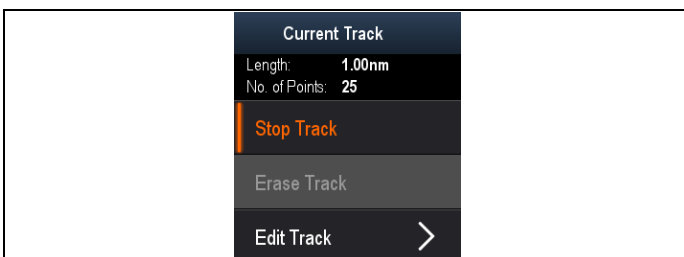 Current Track
Length: 1.00nm
No. of Points: 25
Stop Track
Erase Track
Edit Track